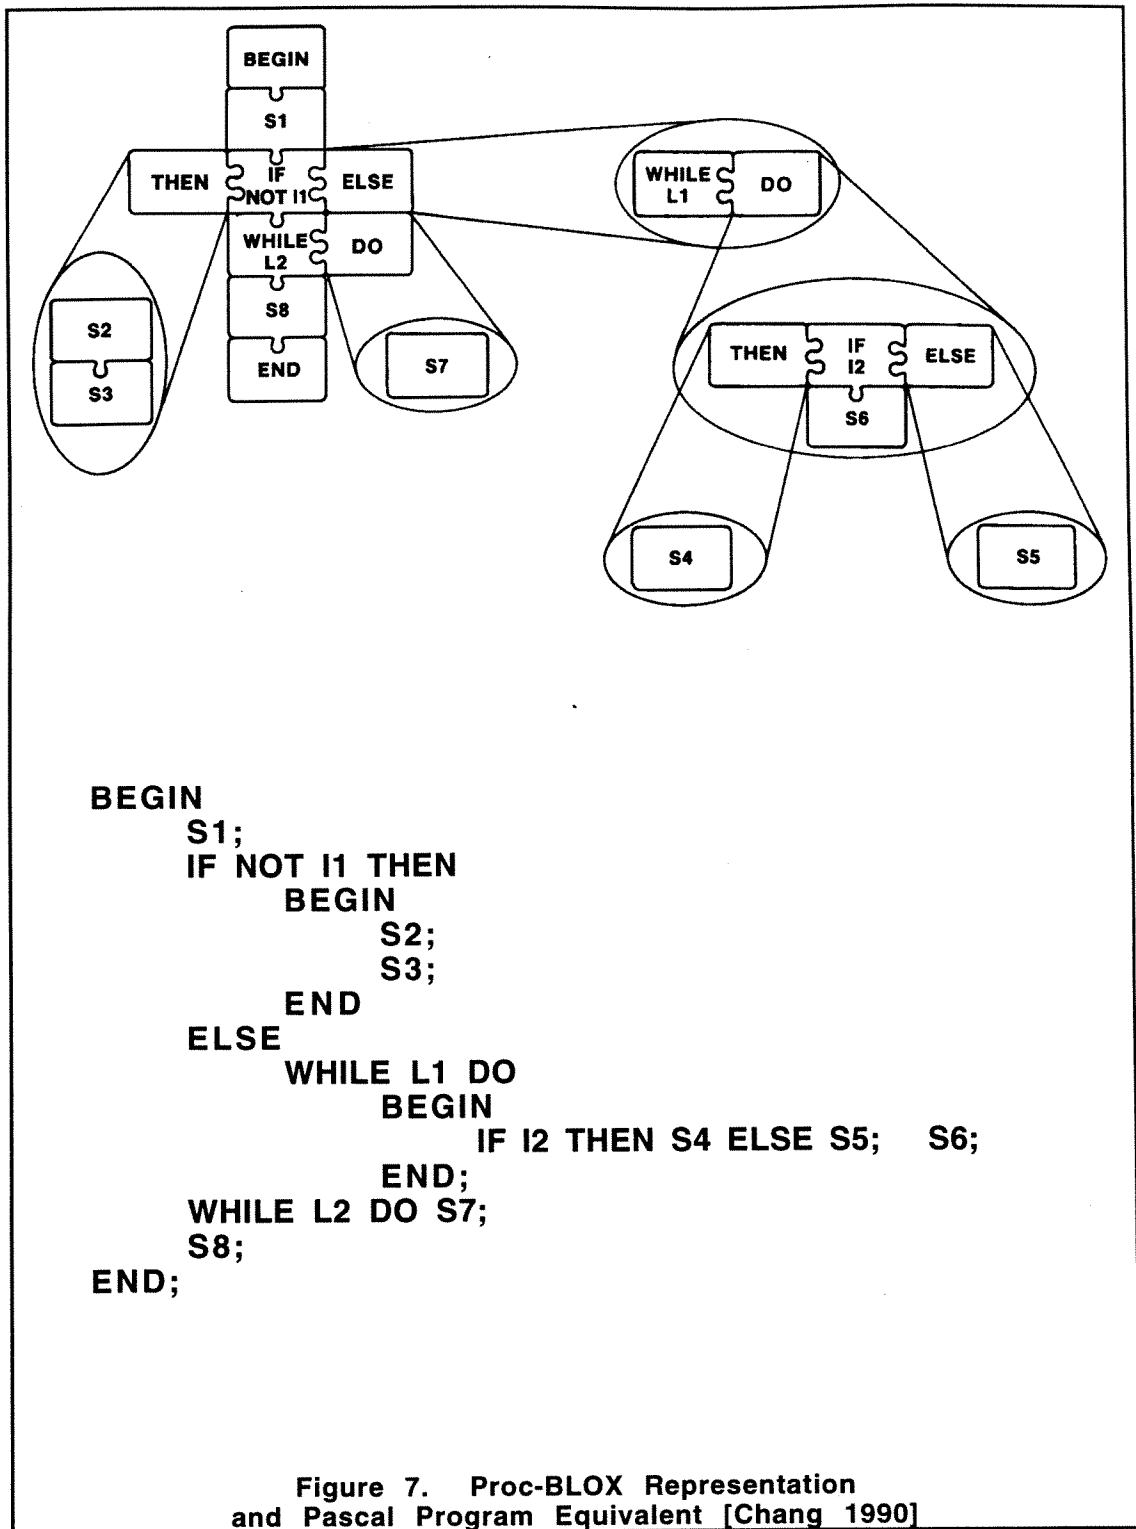 BEGIN
S1
THEN
IF
NOT I1
ELSE
WHILE
L2
DO
S8
END
S2
S3
S7
WHILE
L1
DO
THEN
IF
I2
ELSE
S6
S4
S5
BEGIN
S1;
IF NOT I1 THEN
BEGIN
S2;
S3;
END
ELSE
WHILE L1 DO
BEGIN
IF I2 THEN S4 ELSE S5; S6;
END;
WHILE L2 DO S7;
S8;
END;
Figure 7. Proc-BLOX Representation
and Pascal Program Equivalent [Chang 1990]